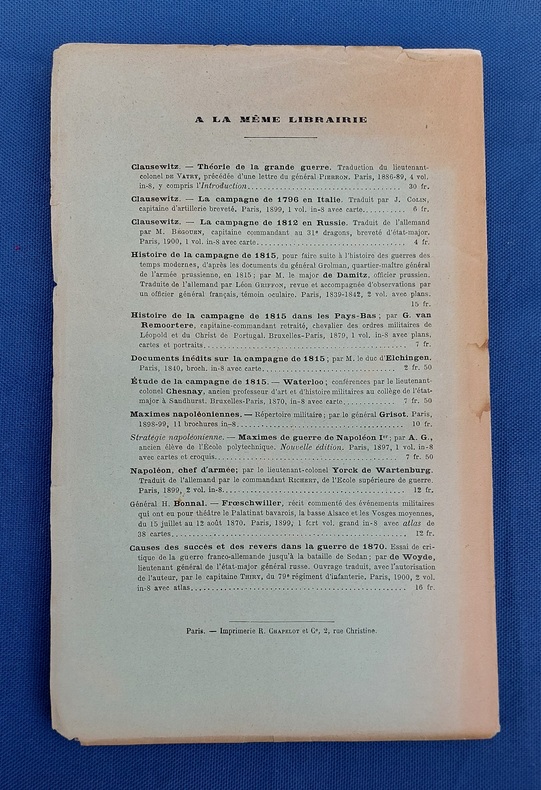 A LA MÊME LIBRAIRIE
Clausewitz. — Théorie de la grande guerre. Traduction du lieutenant-
colonel DE VATRY, précédée d'une lettre du général PIERRON. Paris, 1886-89, 4 vol.
in-8, y compris l'Introduction........ 30 fr.
Clausewitz. — La campagne de 1796 en Italie. Traduit par J. COLIN,
capitaine d'artillerie breveté, Paris, 1899, 1 vol. in-8 avec carte........ 6 fr.
Clausewitz. — La campagne de 1812 en Russie. Traduit de l'allemand
par M. BÉGOUEN, capitaine commandant au 31e dragons, breveté d'état-major.
Paris, 1900, 1 vol. in-8 avec carte........ 4 fr.
Histoire de la campagne de 1815, pour faire suite à l'histoire des guerres des
temps modernes, d'après les documents du général Grolman, quartier-maître général
de l'armée prussienne, en 1815; par M. le major de Damitz, officier prussien.
Traduite de l'allemand par LÉON GRIFFON, revue et accompagnée d'observations par
un officier général français, témoin oculaire. Paris, 1839-1842, 2 vol. avec plans.
15 fr.
Histoire de la campagne de 1815 dans les Pays-Bas; par G. van
Remoortere, capitaine-commandant retraité, chevalier des ordres militaires de
Léopold et du Christ de Portugal. Bruxelles-Paris, 1879, 1 vol. in-8 avec plans,
cartes et portraits........ 7 fr.
Documents inédits sur la campagne de 1815; par M. le duc d'Elchingen.
Paris, 1840, broch. in-8 avec carte........ 2 fr. 50
Étude de la campagne de 1815. — Waterloo; conférences par le lieutenant-
colonel Chesnay, ancien professeur d'art et d'histoire militaires au collège de l'état-
major à Sandhurst. Bruxelles-Paris, 1870, in-8 avec carte........ 7 fr. 50
Maximes napoléoniennes. — Répertoire militaire; par le général Grisot. Paris,
1898-99, 11 brochures in-8........ 10 fr.
Stratégie napoléonienne. — Maximes de guerre de Napoléon Ier; par A. G.,
ancien élève de l'École polytechnique. Nouvelle édition. Paris, 1897, 1 vol. in-8
avec cartes et croquis........ 7 fr. 50
Napoléon, chef d'armée; par le lieutenant-colonel Yorck de Wartenburg.
Traduit de l'allemand par le commandant RICHERT, de l'École supérieure de guerre.
Paris, 1899, 2 vol. in-8........ 12 fr.
Général H. Bonnal. — Frœschwiller, récit commenté des événements militaires
qui ont eu pour théâtre le Palatinat bavarois, la basse Alsace et les Vosges moyennes,
du 15 juillet au 12 août 1870. Paris, 1899, 1 fort vol. grand in-8 avec atlas de
38 cartes........ 12 fr.
Causes des succès et des revers dans la guerre de 1870. Essai de cri-
tique de la guerre franco-allemande jusqu'à la bataille de Sedan; par de Woyde,
lieutenant général de l'état-major général russe. Ouvrage traduit, avec l'autorisation
de l'auteur, par le capitaine THIRY, du 79e régiment d'infanterie. Paris, 1900, 2 vol.
in-8 avec atlas........ 16 fr.
Paris. — Imprimerie R. CHAPELOT et Ce, 2, rue Christine.